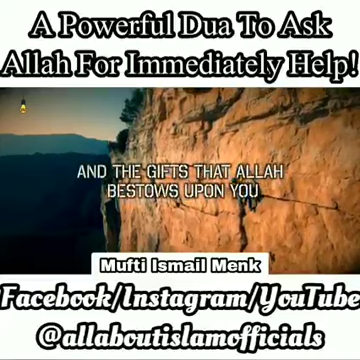 A Powerful Dua To Ask
Allah For Immediately Help!
AND THE GIFTS THAT ALLAH
BESTOWS UPON YOU
Mufti Ismail Menk
Facebook/Instagram/YouTube
@allaboutislamofficials